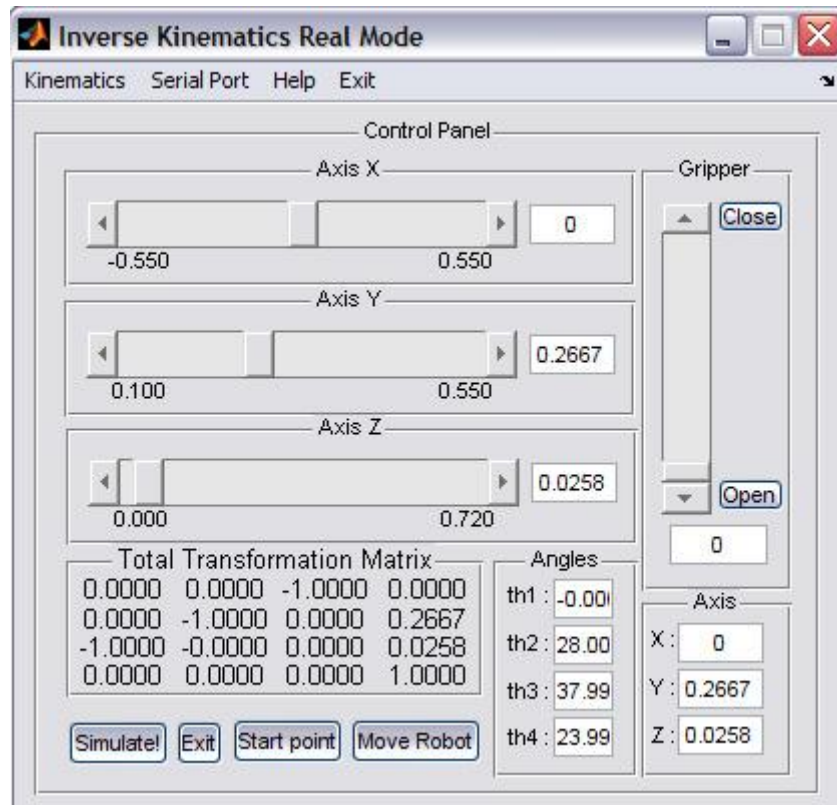 Inverse Kinematics Real Mode
Kinematics Serial Port Help Exit
Control Panel
Axis X
0
-0.550 0.550
Axis Y
0.2667
0.100 0.550
Axis Z
0.0258
0.000 0.720
Gripper
Close
Open
0
Total Transformation Matrix
0.0000 0.0000 -1.0000 0.0000
0.0000 -1.0000 0.0000 0.2667
-1.0000 -0.0000 0.0000 0.0258
0.0000 0.0000 0.0000 1.0000
Angles
th1 : -0.00
th2 : 28.00
th3 : 37.99
th4 : 23.99
Axis
X : 0
Y : 0.2667
Z : 0.0258
Simulate! Exit Start point Move Robot